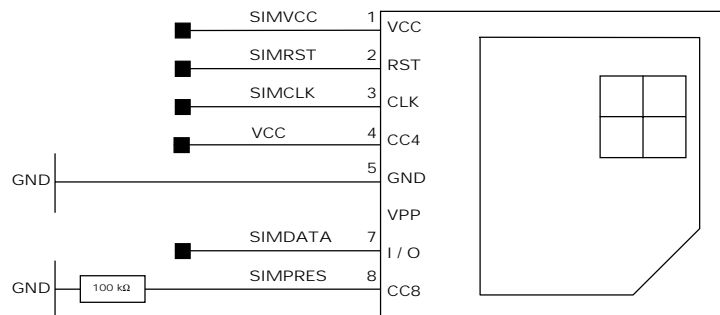 SIMVCC 1 VCC
SIMRST 2 RST
SIMCLK 3 CLK
VCC 4 CC4
GND 5 GND
VPP
SIMDATA 7 I / O
GND 100 kΩ SIMPRES 8 CC8